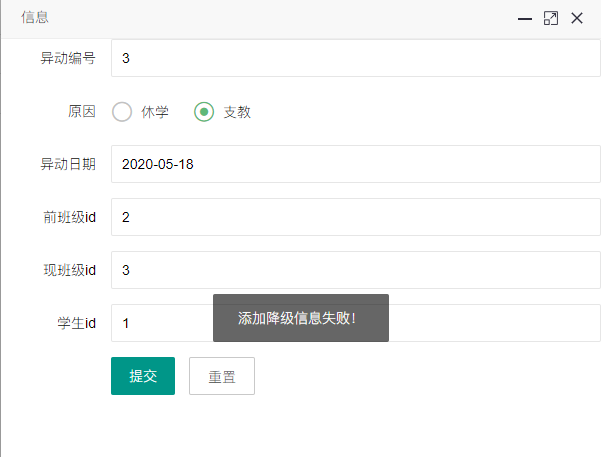 信息
异动编号 3
原因 休学 支教
异动日期 2020-05-18
前班级id 2
现班级id 3
学生id 1
添加降级信息失败！
提交 重置